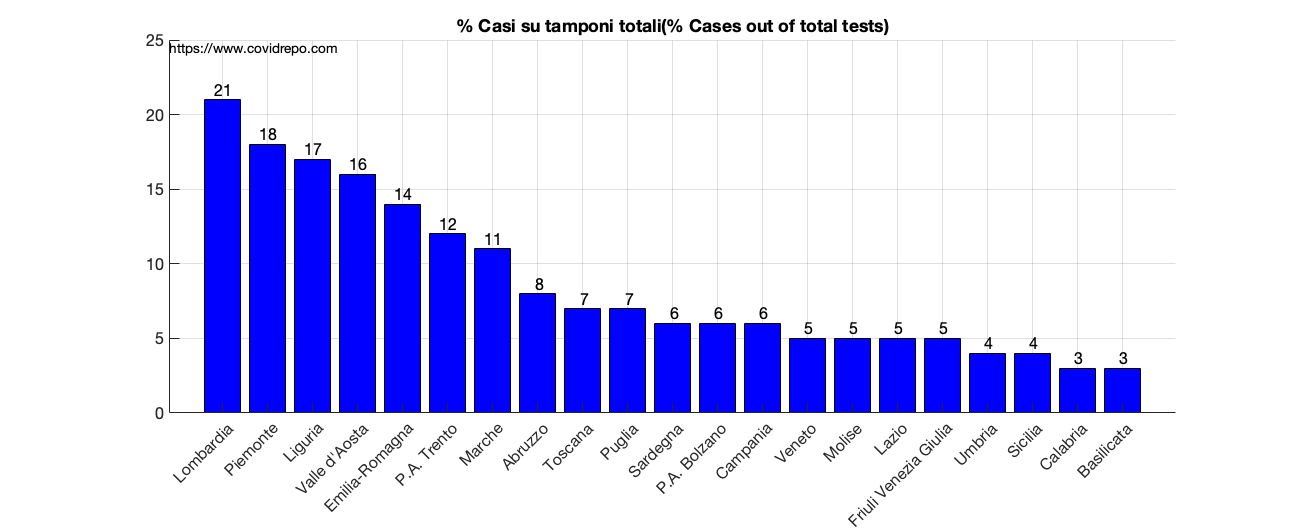 % Casi su tamponi totali(% Cases out of total tests)
https://www.covidrepo.com
25
20
15
10
5
0
21
18
17
16
14
12
11
8
7
7
6
6
6
5
5
5
5
4
4
3
3
Lombardia
Piemonte
Liguria
Valle d'Aosta
Emilia-Romagna
P.A. Trento
Marche
Abruzzo
Toscana
Puglia
Sardegna
P.A. Bolzano
Campania
Veneto
Molise
Lazio
Friuli Venezia Giulia
Umbria
Sicilia
Calabria
Basilicata